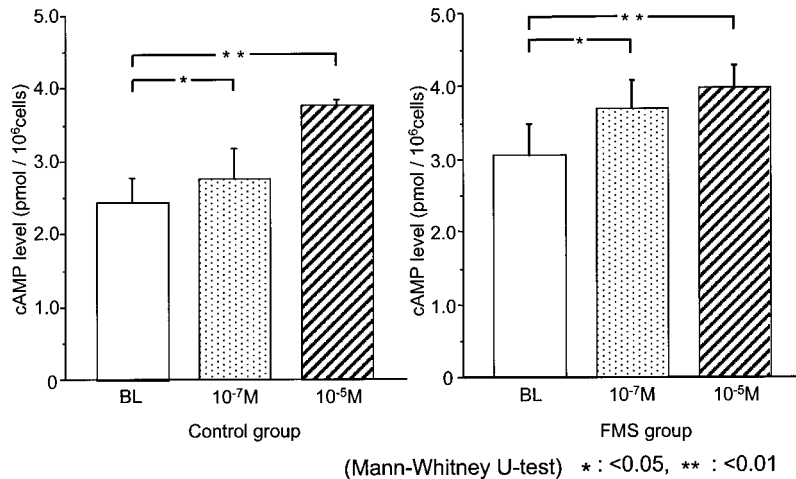 5.0
4.0
3.0
2.0
1.0
0
cAMP level (pmol / 10⁶cells)
* *
*
BL
10⁻⁷M
10⁻⁵M
Control group
5.0
4.0
3.0
2.0
1.0
0
cAMP level (pmol / 10⁶cells)
* *
*
BL
10⁻⁷M
10⁻⁵M
FMS group
(Mann-Whitney U-test) * : <0.05, ** : <0.01